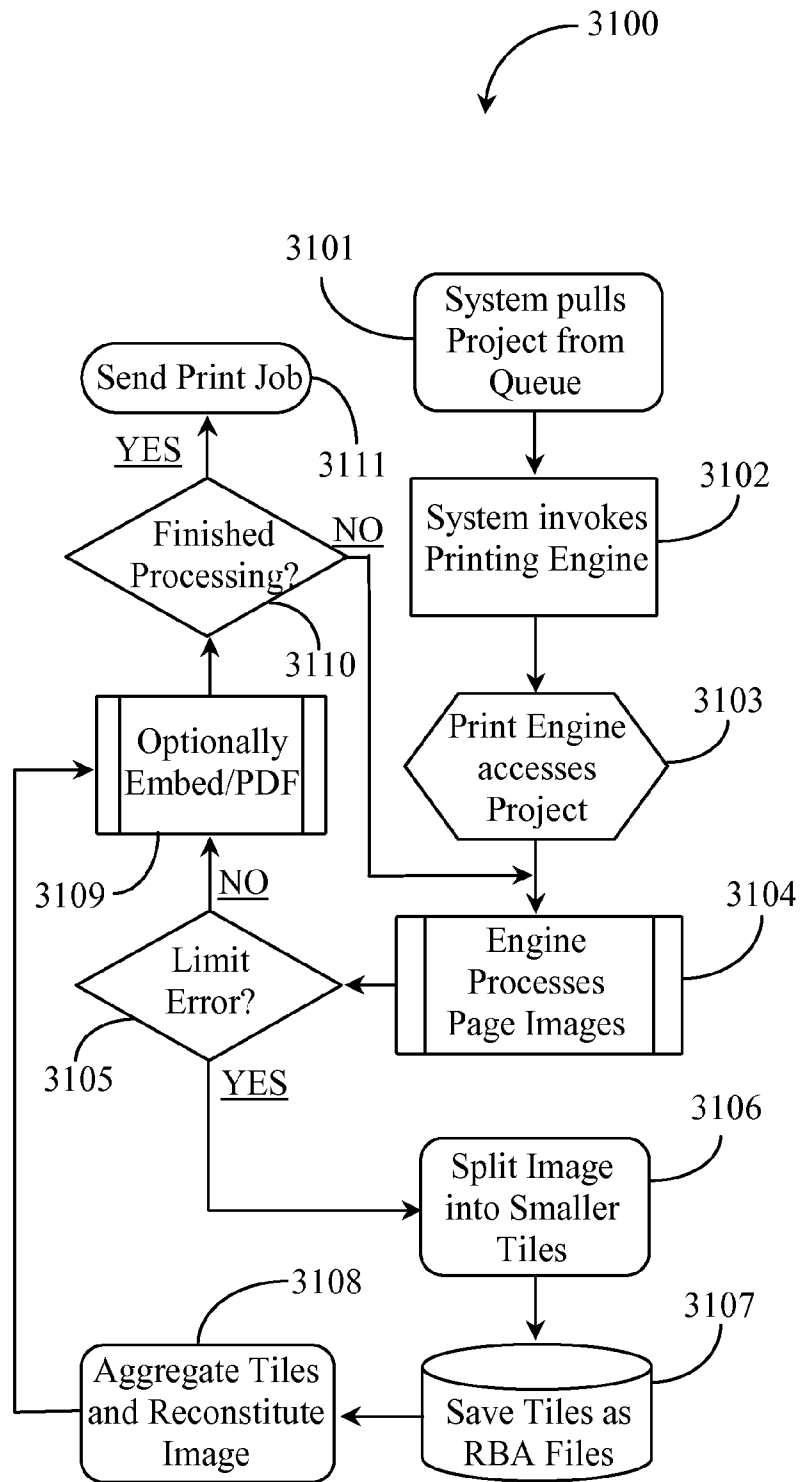 3100
3101
System pulls
Project from
Queue
Send Print Job
3111
YES
3102
System invokes
Printing Engine
Finished
Processing?
NO
3110
3103
Print Engine
accesses
Project
Optionally
Embed/PDF
3109
NO
3104
Engine
Processes
Page Images
Limit
Error?
3105
YES
3106
Split Image
into Smaller
Tiles
3108
3107
Aggregate Tiles
and Reconstitute
Image
Save Tiles as
RBA Files